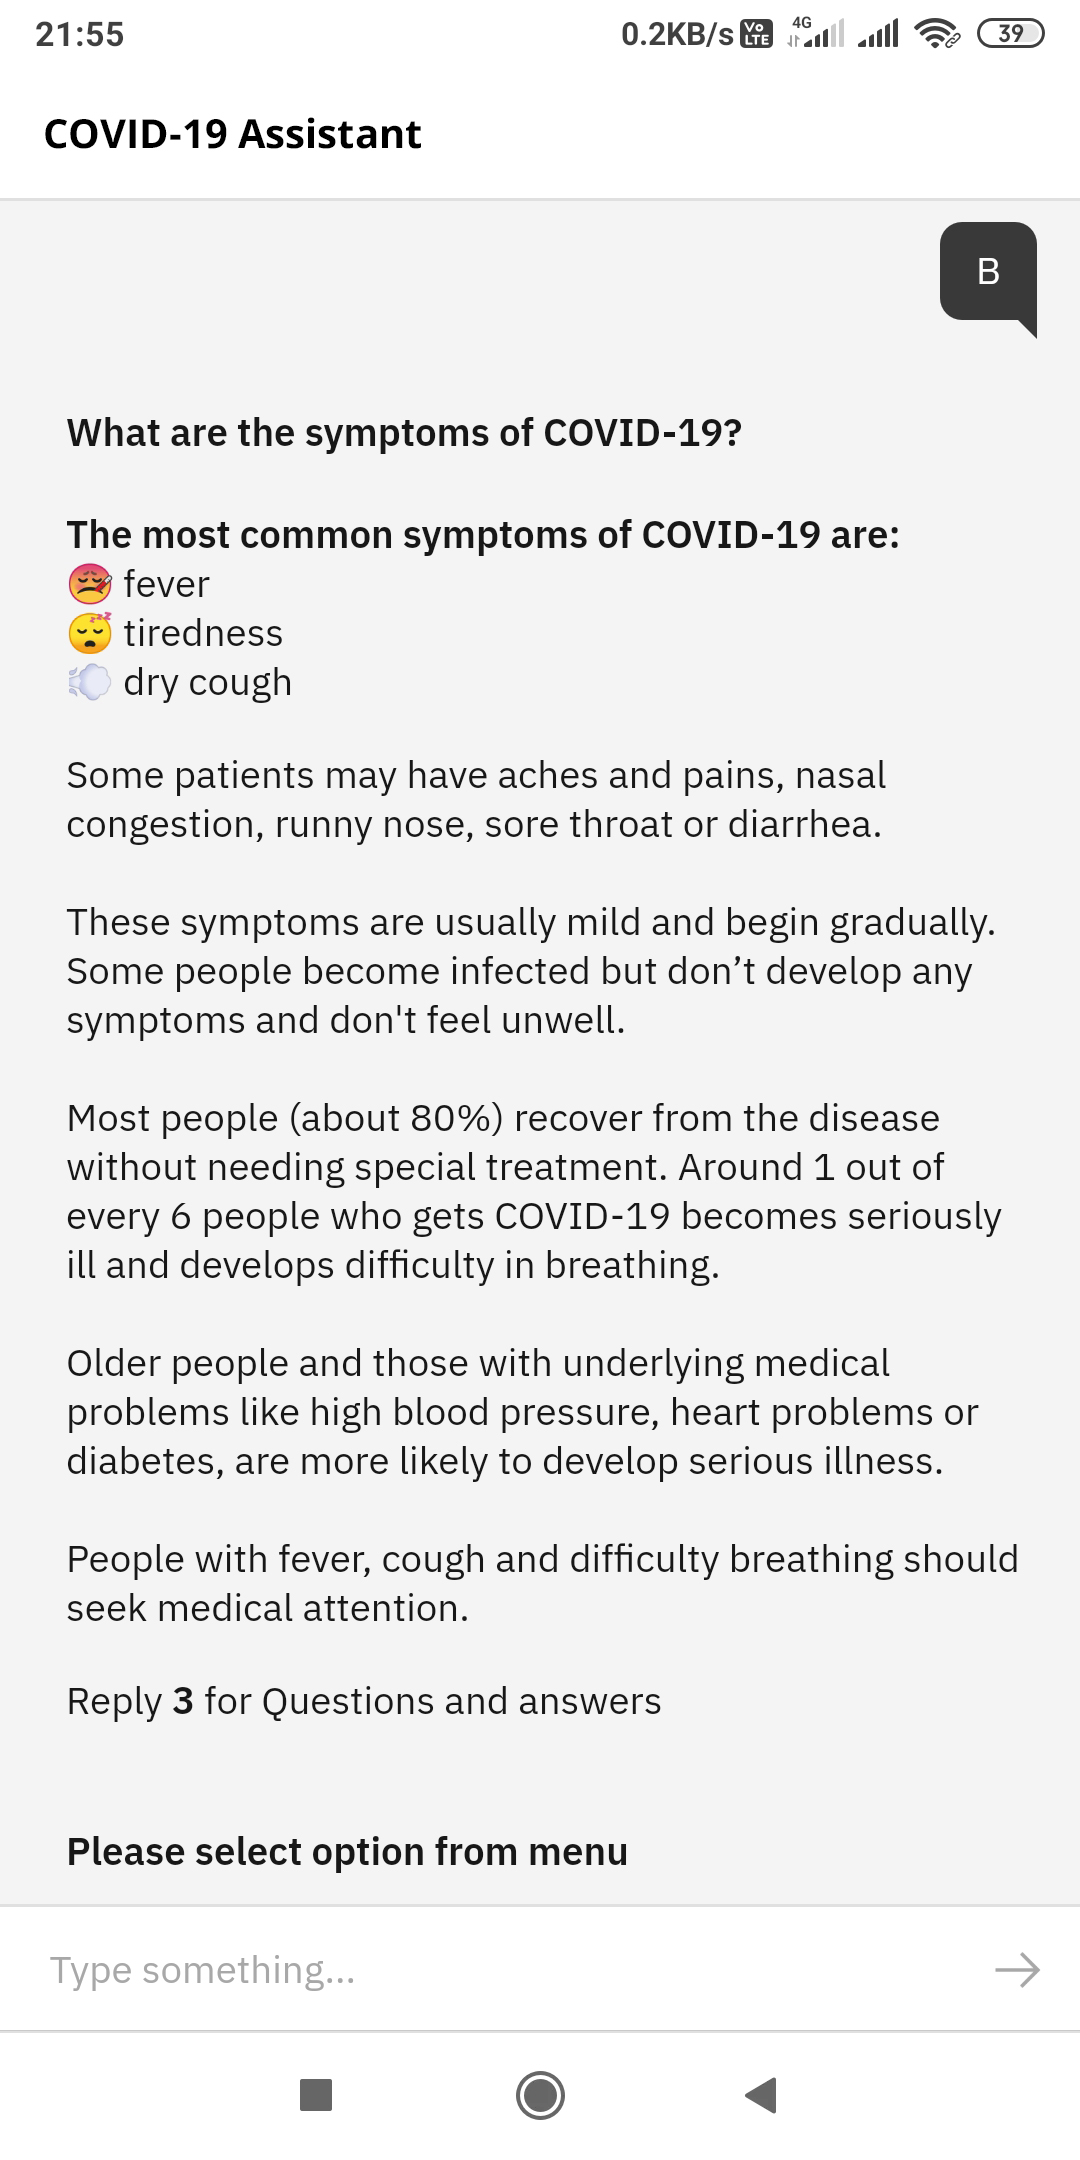 21:55
0.2KB/s Vo LTE 4G 39
COVID-19 Assistant
B
What are the symptoms of COVID-19?
The most common symptoms of COVID-19 are:
🤒 fever
😴 tiredness
💨 dry cough
Some patients may have aches and pains, nasal
congestion, runny nose, sore throat or diarrhea.
These symptoms are usually mild and begin gradually.
Some people become infected but don’t develop any
symptoms and don't feel unwell.
Most people (about 80%) recover from the disease
without needing special treatment. Around 1 out of
every 6 people who gets COVID-19 becomes seriously
ill and develops difficulty in breathing.
Older people and those with underlying medical
problems like high blood pressure, heart problems or
diabetes, are more likely to develop serious illness.
People with fever, cough and difficulty breathing should
seek medical attention.
Reply 3 for Questions and answers
Please select option from menu
Type something...